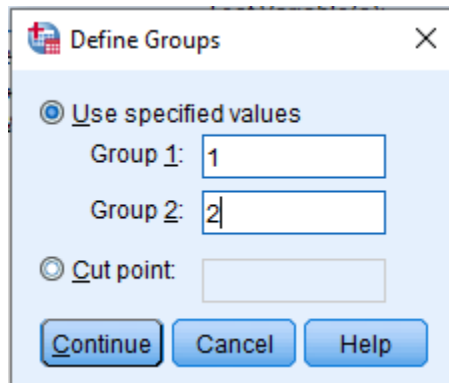 Define Groups
Use specified values
Group 1: 1
Group 2: 2
Cut point:
Continue Cancel Help